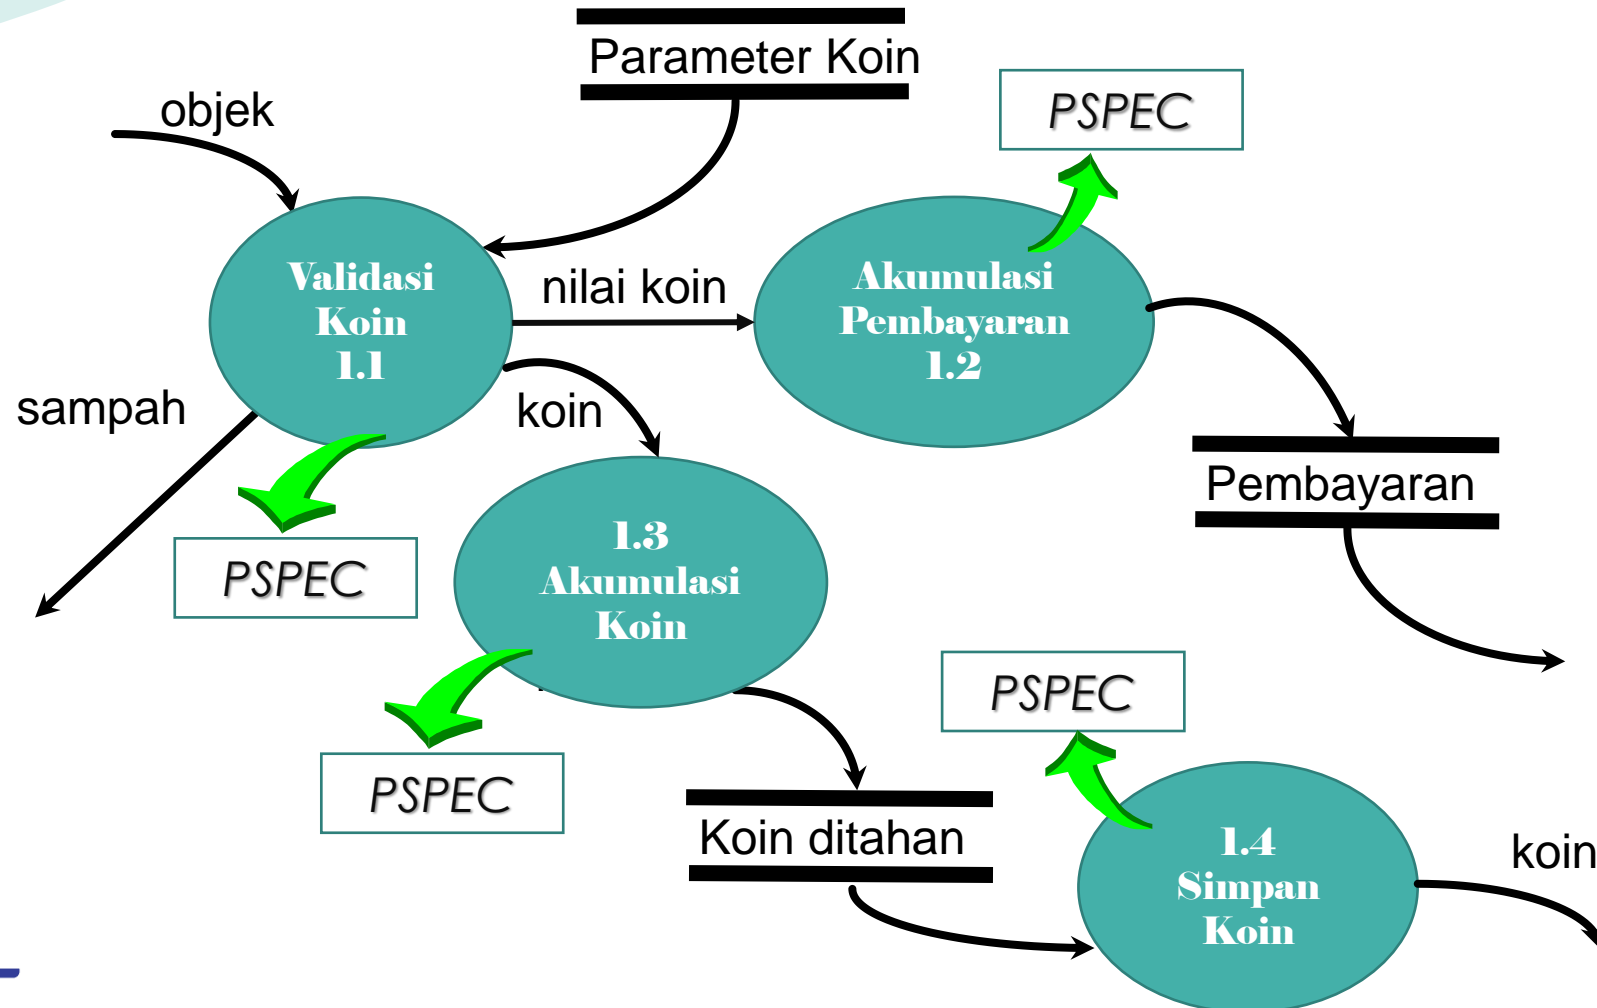 Parameter Koin
objek
PSPEC
Validasi
Koin
1.1
nilai koin
Akumulasi
Pembayaran
1.2
sampah
koin
Pembayaran
PSPEC
1.3
Akumulasi
Koin
PSPEC
PSPEC
Koin ditahan
1.4
Simpan
Koin
koin